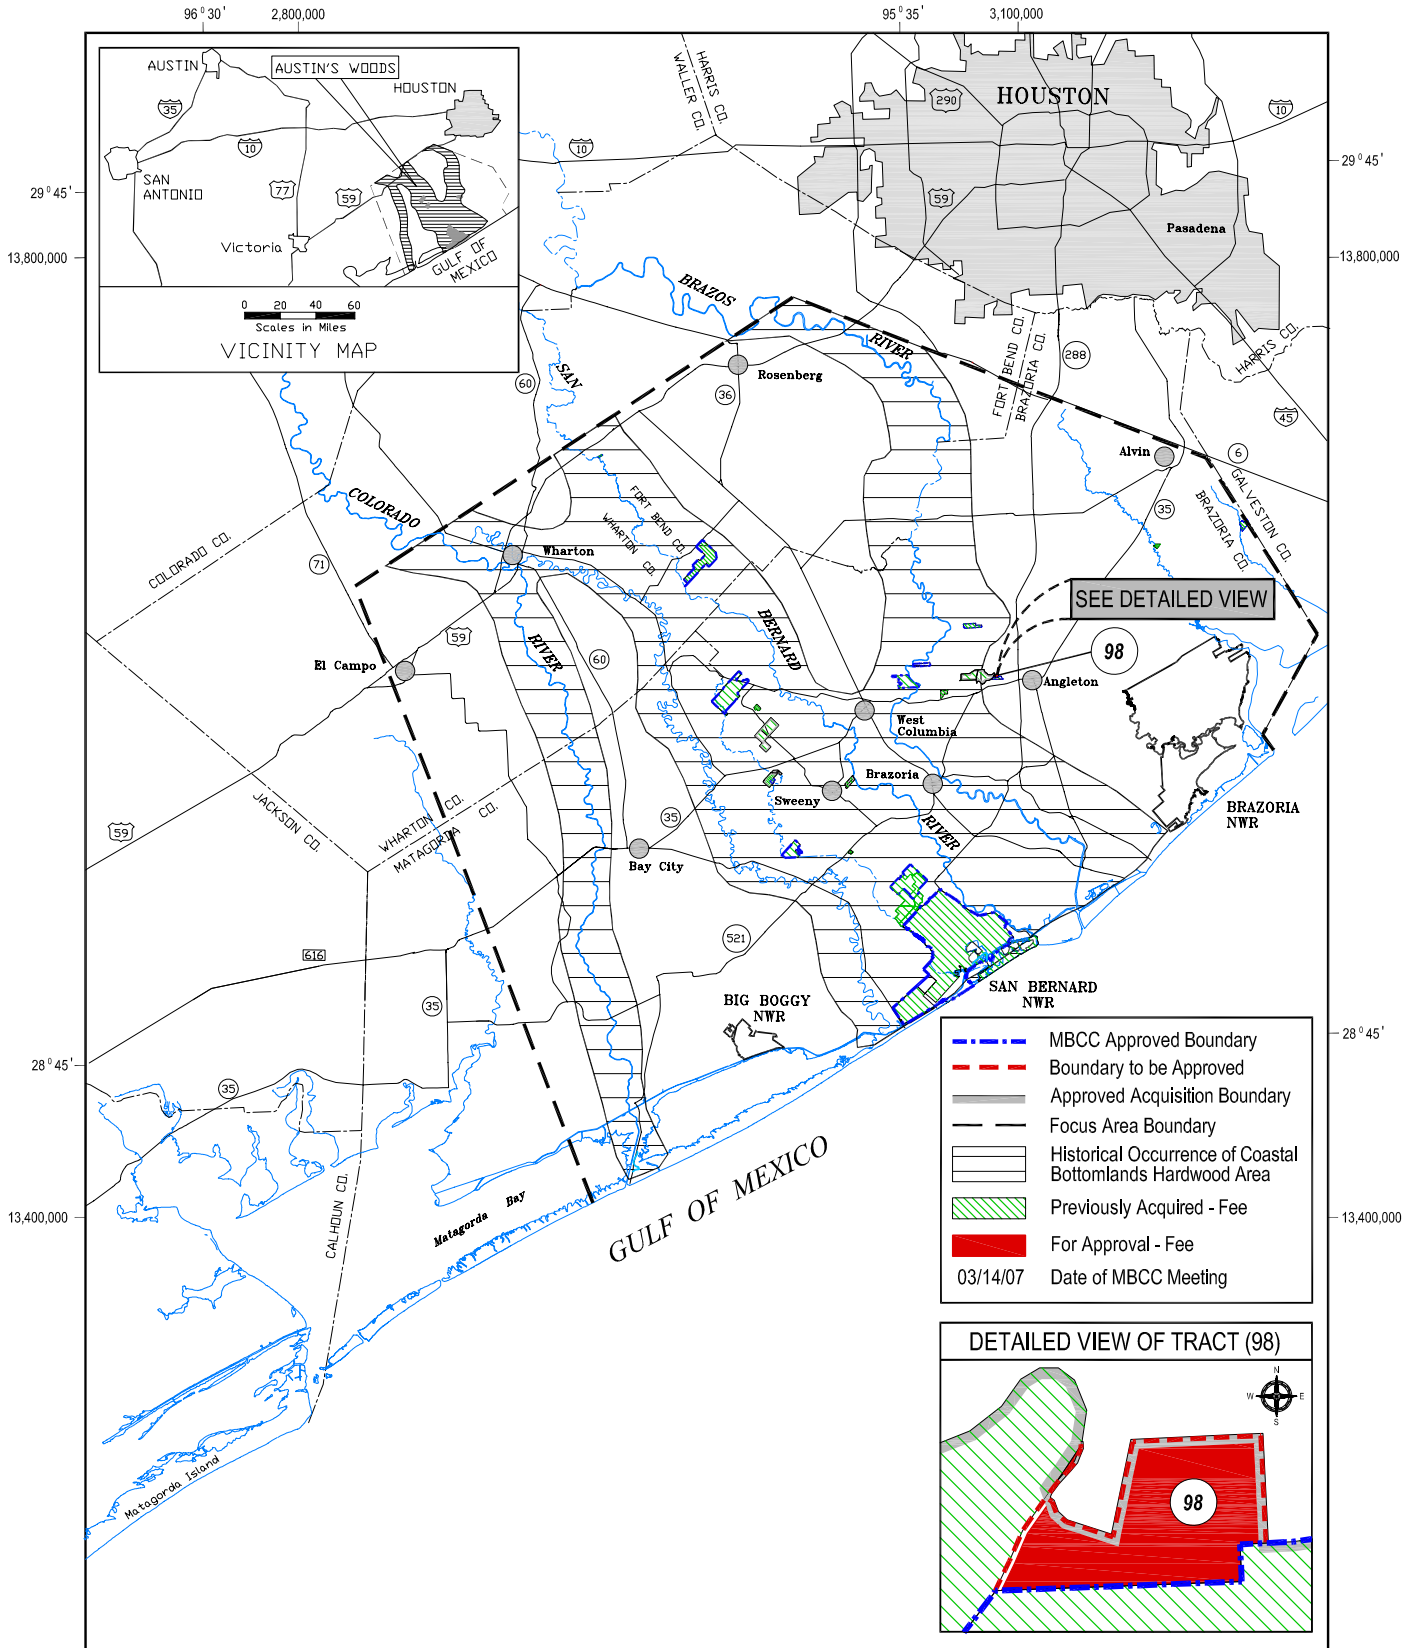 96° 30'
2,800,000
95° 35'
3,100,000
29° 45'
13,800,000
28° 45'
13,400,000
29° 45'
13,800,000
28° 45'
13,400,000
AUSTIN
AUSTIN'S WOODS
HOUSTON
35
10
SAN
ANTONIO
77
59
Victoria
GULF OF
MEXICO
0 20 40 60
Scales in Miles
VICINITY MAP
HARRIS CO.
WALLER CO.
HOUSTON
290
10
10
59
Pasadena
BRAZOS
RIVER
FORT BEND CO.
BRAZORIA CO.
288
HARRIS CO.
45
SAN
60
Rosenberg
36
Alvin
6
GALVESTON CO.
BRAZORIA CO.
35
COLORADO
COLORADO CO.
71
Wharton
FORT BEND CO.
WHARTON CO.
SEE DETAILED VIEW
98
BERNARD
59
RIVER
60
El Campo
Angleton
West
Columbia
Brazoria
Sweeny
JACKSON CO.
WHARTON CO.
MATAGORDA CO.
59
35
RIVER
BRAZORIA
NWR
Bay City
521
616
35
35
BIG BOGGY
NWR
SAN BERNARD
NWR
CALHOUN CO.
Matagorda Bay
GULF OF MEXICO
Matagorda Island
MBCC Approved Boundary
Boundary to be Approved
Approved Acquisition Boundary
Focus Area Boundary
Historical Occurrence of Coastal
Bottomlands Hardwood Area
Previously Acquired - Fee
For Approval - Fee
03/14/07 Date of MBCC Meeting
DETAILED VIEW OF TRACT (98)
N
W E
S
98